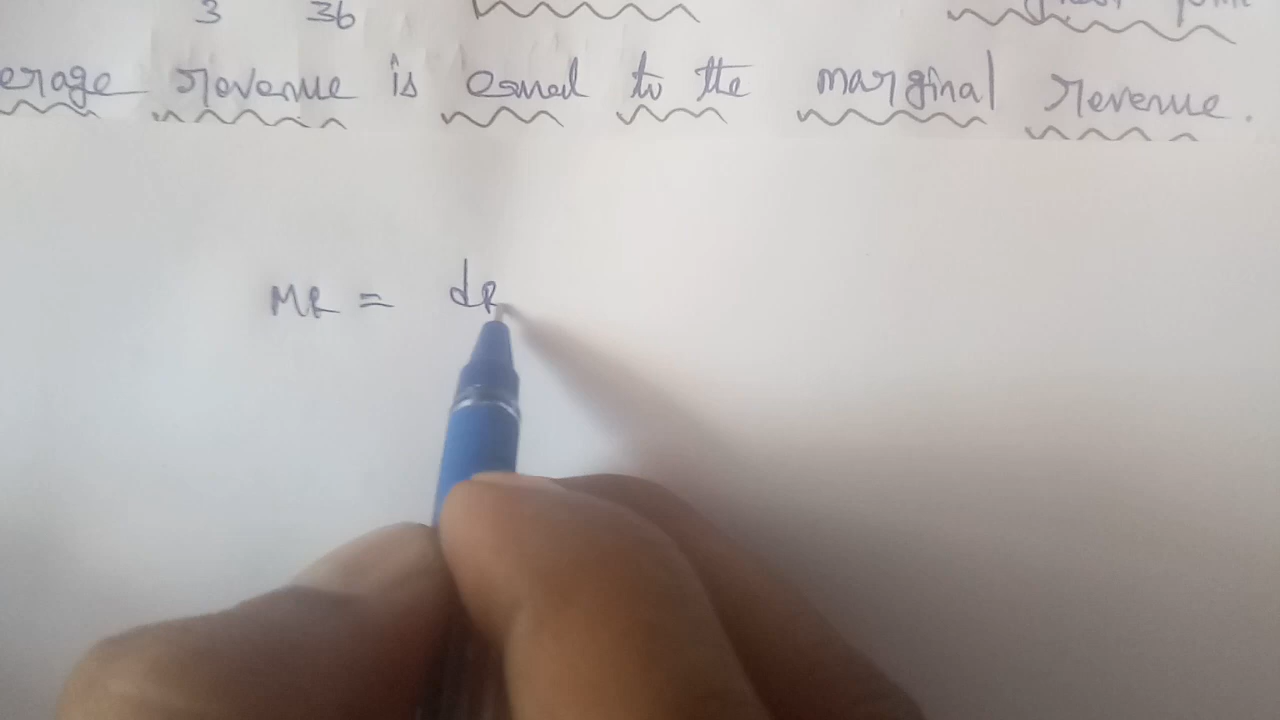 3 36
erage revenue is equal to the marginal revenue.
MR = dR